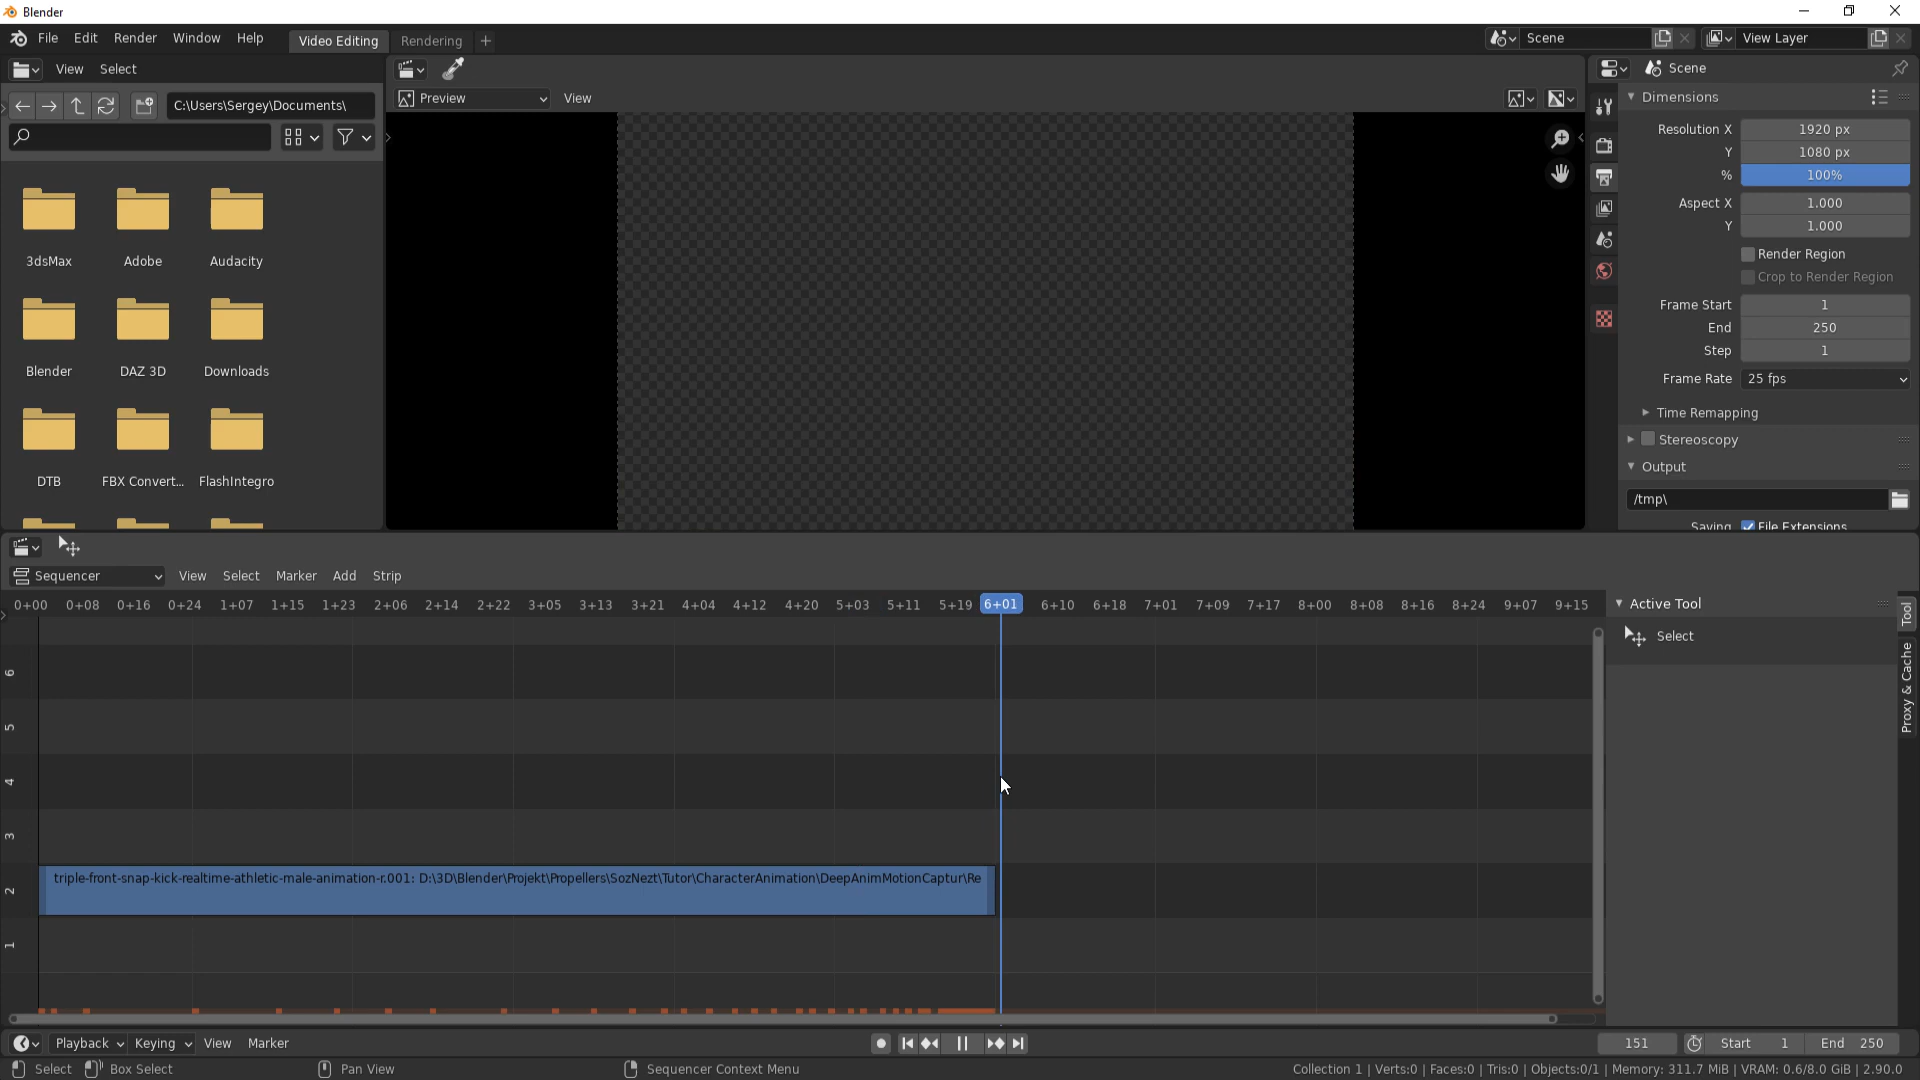 Blender
File Edit Render Window Help Video Editing Rendering + Scene View Layer
View Select
C:\Users\Sergey\Documents\
3dsMax Adobe Audacity
Blender DAZ 3D Downloads
DTB FBX Convert... FlashIntegro
Preview View
Scene
Dimensions
Resolution X 1920 px
Y 1080 px
% 100%
Aspect X 1.000
Y 1.000
Render Region
Crop to Render Region
Frame Start 1
End 250
Step 1
Frame Rate 25 fps
Time Remapping
Stereoscopy
Output
/tmp\
Saving File Extensions
Sequencer View Select Marker Add Strip
0+00 0+08 0+16 0+24 1+07 1+15 1+23 2+06 2+14 2+22 3+05 3+13 3+21 4+04 4+12 4+20 5+03 5+11 5+19 6+01 6+10 6+18 7+01 7+09 7+17 8+00 8+08 8+16 8+24 9+07 9+15
6
5
4
3
2
1
triple-front-snap-kick-realtime-athletic-male-animation-r.001: D:\3D\Blender\Projekt\Propellers\SozNezt\Tutor\CharacterAnimation\DeepAnimMotionCaptur\Re
Active Tool
Select
Tool
Proxy & Cache
Playback Keying View Marker 151 Start 1 End 250
Select Box Select Pan View Sequencer Context Menu Collection 1 | Verts:0 | Faces:0 | Tris:0 | Objects:0/1 | Memory: 311.7 MiB | VRAM: 0.6/8.0 GiB | 2.90.0